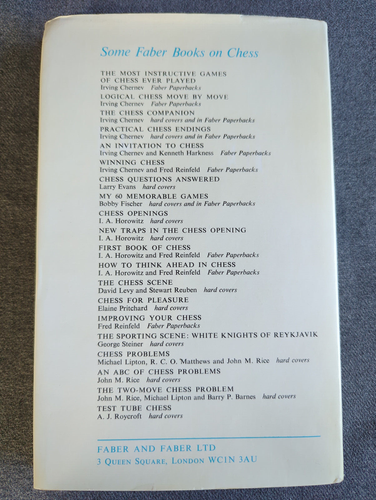 Some Faber Books on Chess
THE MOST INSTRUCTIVE GAMES
OF CHESS EVER PLAYED
Irving Chernev Faber Paperbacks
LOGICAL CHESS MOVE BY MOVE
Irving Chernev Faber Paperbacks
THE CHESS COMPANION
Irving Chernev hard covers and in Faber Paperbacks
PRACTICAL CHESS ENDINGS
Irving Chernev hard covers and in Faber Paperbacks
AN INVITATION TO CHESS
Irving Chernev and Kenneth Harkness Faber Paperbacks
WINNING CHESS
Irving Chernev and Fred Reinfeld Faber Paperbacks
CHESS QUESTIONS ANSWERED
Larry Evans hard covers
MY 60 MEMORABLE GAMES
Bobby Fischer hard covers and in Faber Paperbacks
CHESS OPENINGS
I. A. Horowitz hard covers
NEW TRAPS IN THE CHESS OPENING
I. A. Horowitz hard covers
FIRST BOOK OF CHESS
I. A. Horowitz and Fred Reinfeld Faber Paperbacks
HOW TO THINK AHEAD IN CHESS
I. A. Horowitz and Fred Reinfeld Faber Paperbacks
THE CHESS SCENE
David Levy and Stewart Reuben hard covers
CHESS FOR PLEASURE
Elaine Pritchard hard covers
IMPROVING YOUR CHESS
Fred Reinfeld Faber Paperbacks
THE SPORTING SCENE: WHITE KNIGHTS OF REYKJAVIK
George Steiner hard covers
CHESS PROBLEMS
Michael Lipton, R. C. O. Matthews and John M. Rice hard covers
AN ABC OF CHESS PROBLEMS
John M. Rice hard covers
THE TWO-MOVE CHESS PROBLEM
John M. Rice, Michael Lipton and Barry P. Barnes hard covers
TEST TUBE CHESS
A. J. Roycroft hard covers
FABER AND FABER LTD
3 QUEEN SQUARE, LONDON WC1N 3AU